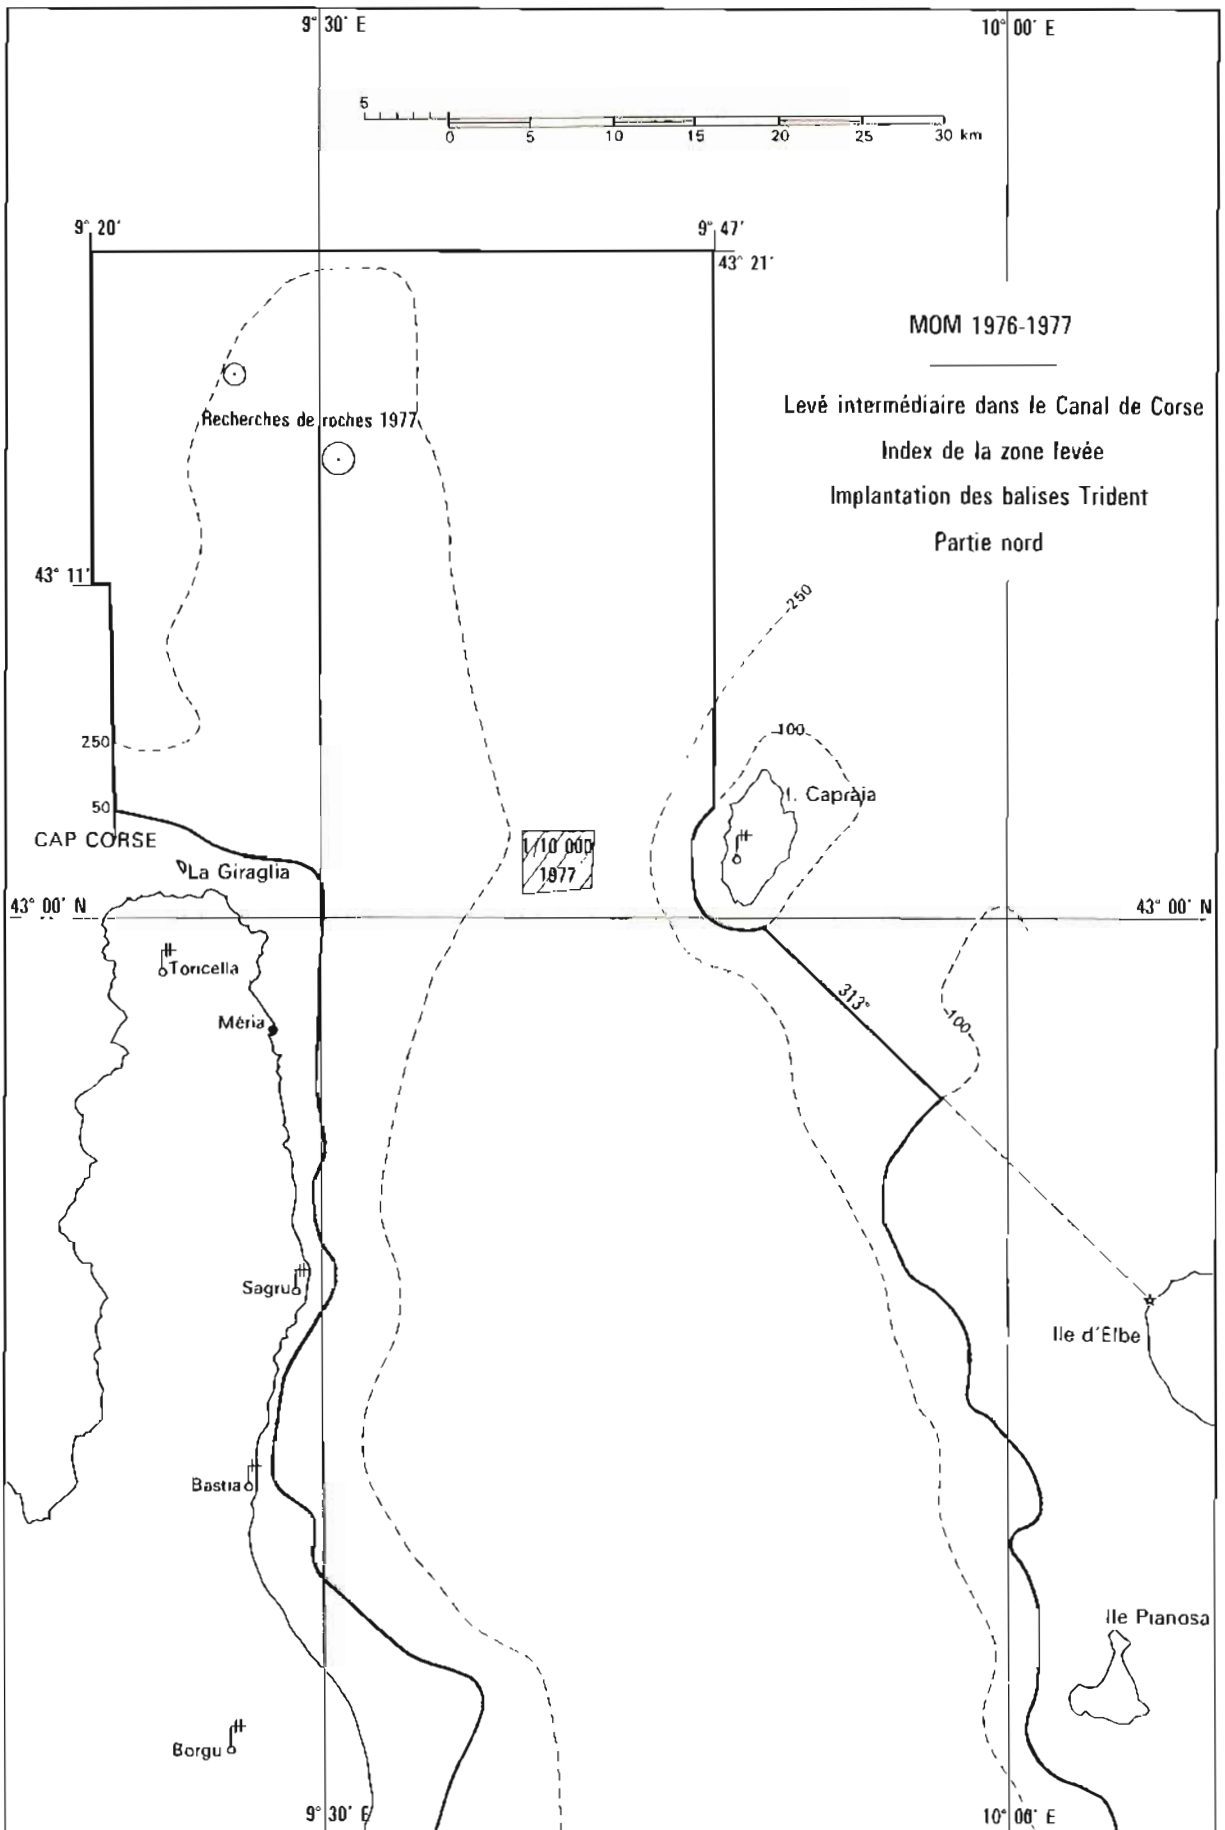 9° 30' E
10° 00' E
5
0 5 10 15 20 25 30 km
9° 20'
9° 47'
43° 21'
MOM 1976-1977
Levé intermédiaire dans le Canal de Corse
Index de la zone levée
Implantation des balises Trident
Partie nord
Recherches de roches 1977
43° 11'
250
250
100
50
I. Capràia
CAP CORSE
1/10 000
1977
La Giraglia
43° 00' N
43° 00' N
Toricella
313°
100
Méria
Sagru
Ile d'Elbe
Bastia
Ile Pianosa
Borgu
9° 30' E
10° 00' E